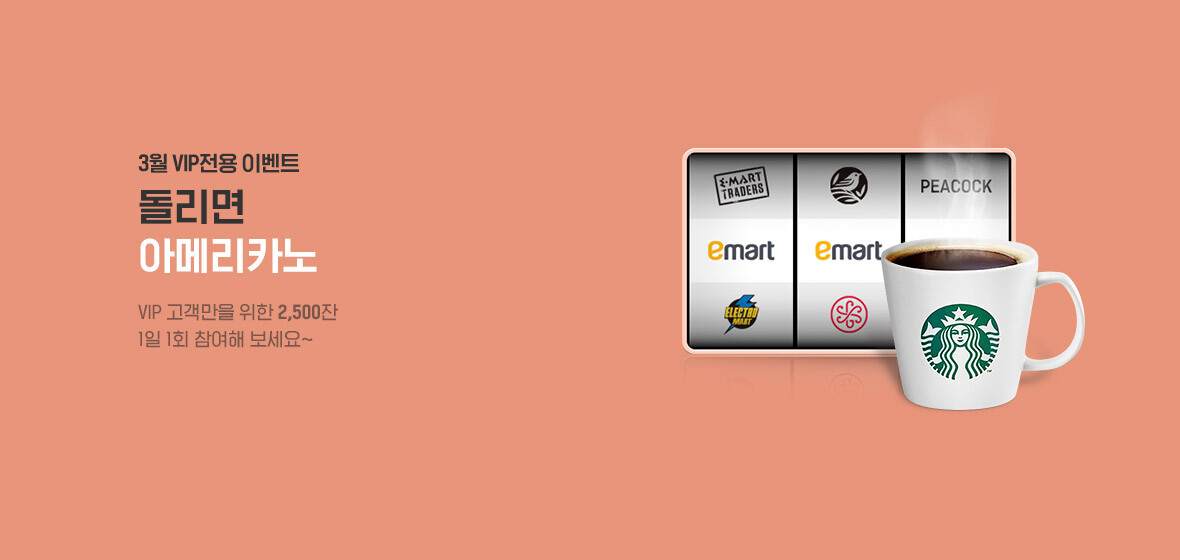 3월 VIP전용 이벤트
돌리면
아메리카노
VIP 고객만을 위한 2,500잔
1일 1회 참여해 보세요~
E·MART
TRADERS
PEACOCK
emart
emart
ELECTRO
MART